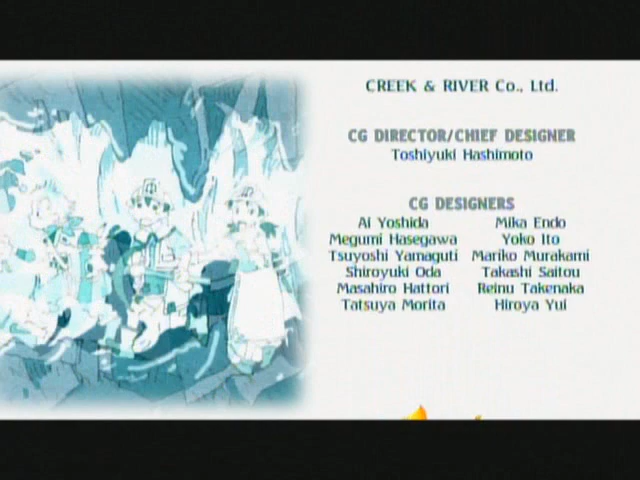 CREEK & RIVER Co., Ltd.
CG DIRECTOR/CHIEF DESIGNER
Toshiyuki Hashimoto
CG DESIGNERS
Ai Yoshida Mika Endo
Megumi Hasegawa Yoko Ito
Tsuyoshi Yamaguti Mariko Murakami
Shiroyuki Oda Takashi Saitou
Masahiro Hattori Reinu Takenaka
Tatsuya Morita Hiroya Yui